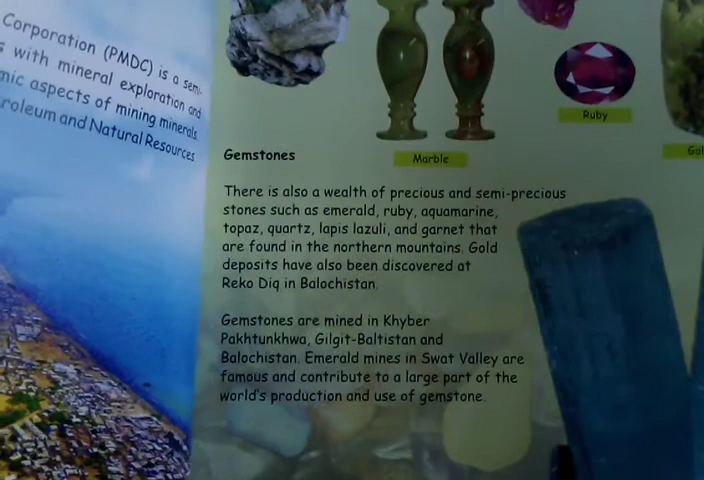 Corporation (PMDC) is a semi-
with mineral exploration and
aspects of mining minerals.
and Natural Resources
Ruby
Marble
Gemstones
There is also a wealth of precious and semi-precious
stones such as emerald, ruby, aquamarine,
topaz, quartz, lapis lazuli, and garnet that
are found in the northern mountains. Gold
deposits have also been discovered at
Reko Diq in Balochistan.
Gemstones are mined in Khyber
Pakhtunkhwa, Gilgit-Baltistan and
Balochistan. Emerald mines in Swat Valley are
famous and contribute to a large part of the
world's production and use of gemstone.